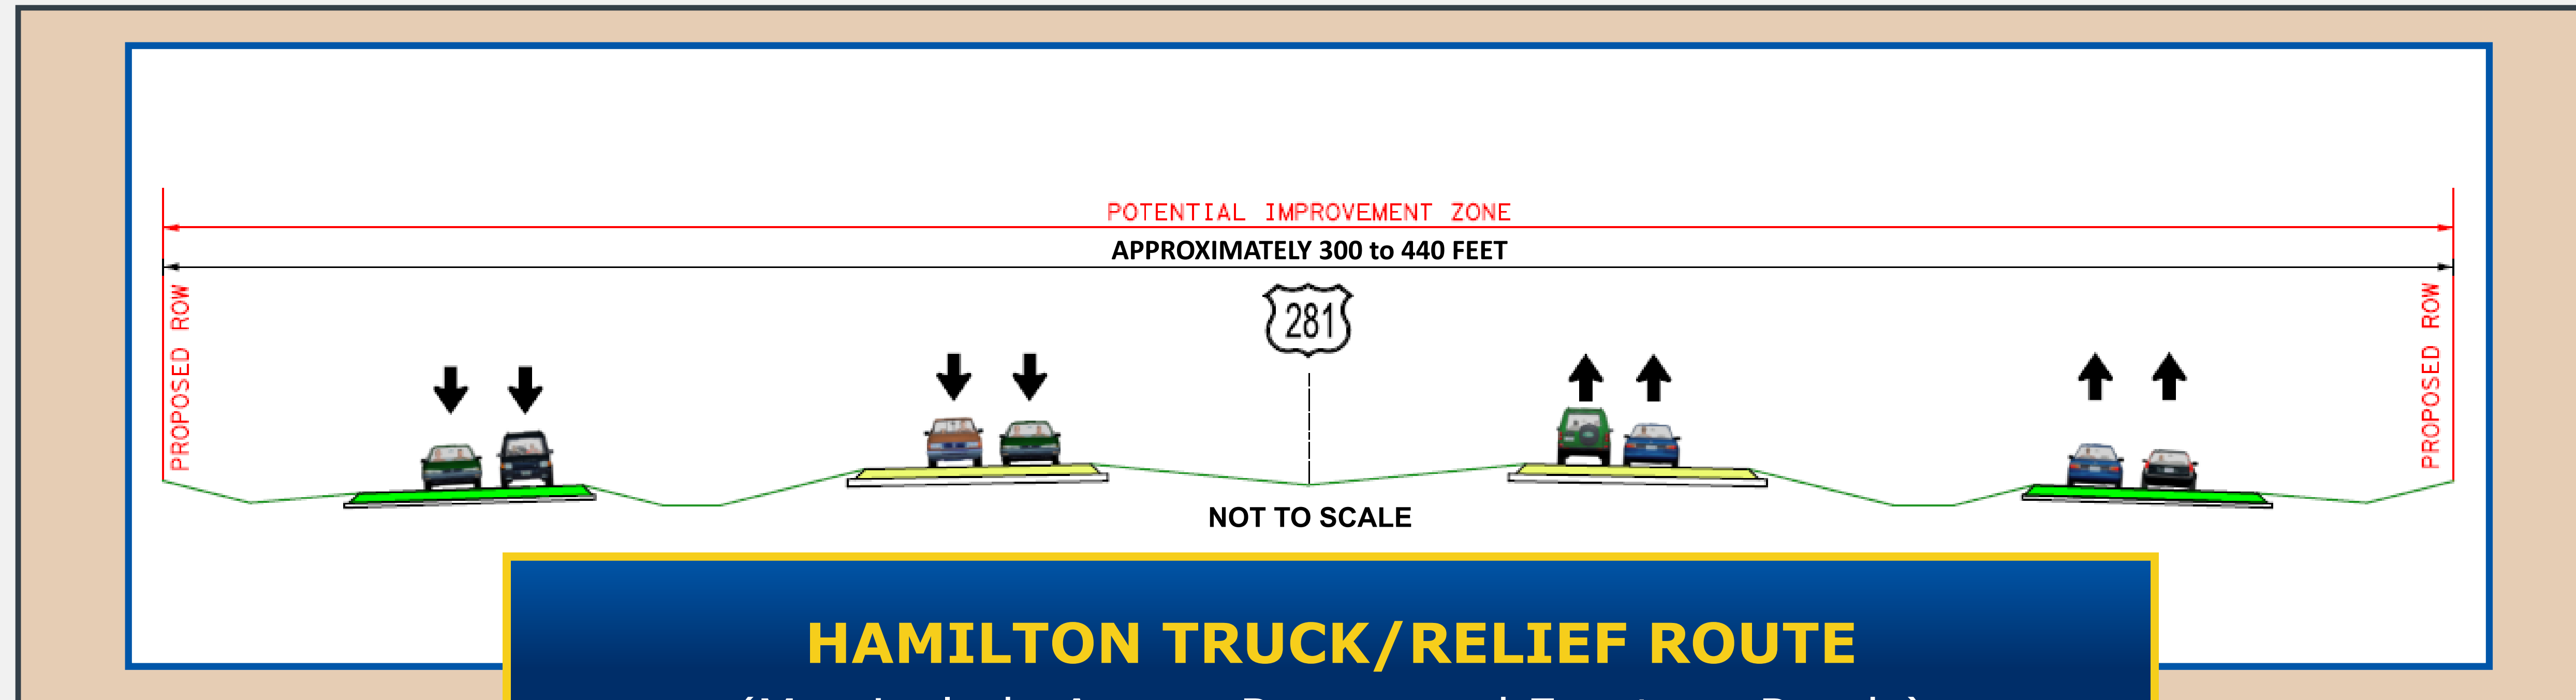 POTENTIAL IMPROVEMENT ZONE
APPROXIMATELY 300 to 440 FEET
PROPOSED ROW
281
PROPOSED ROW
NOT TO SCALE
HAMILTON TRUCK/RELIEF ROUTE